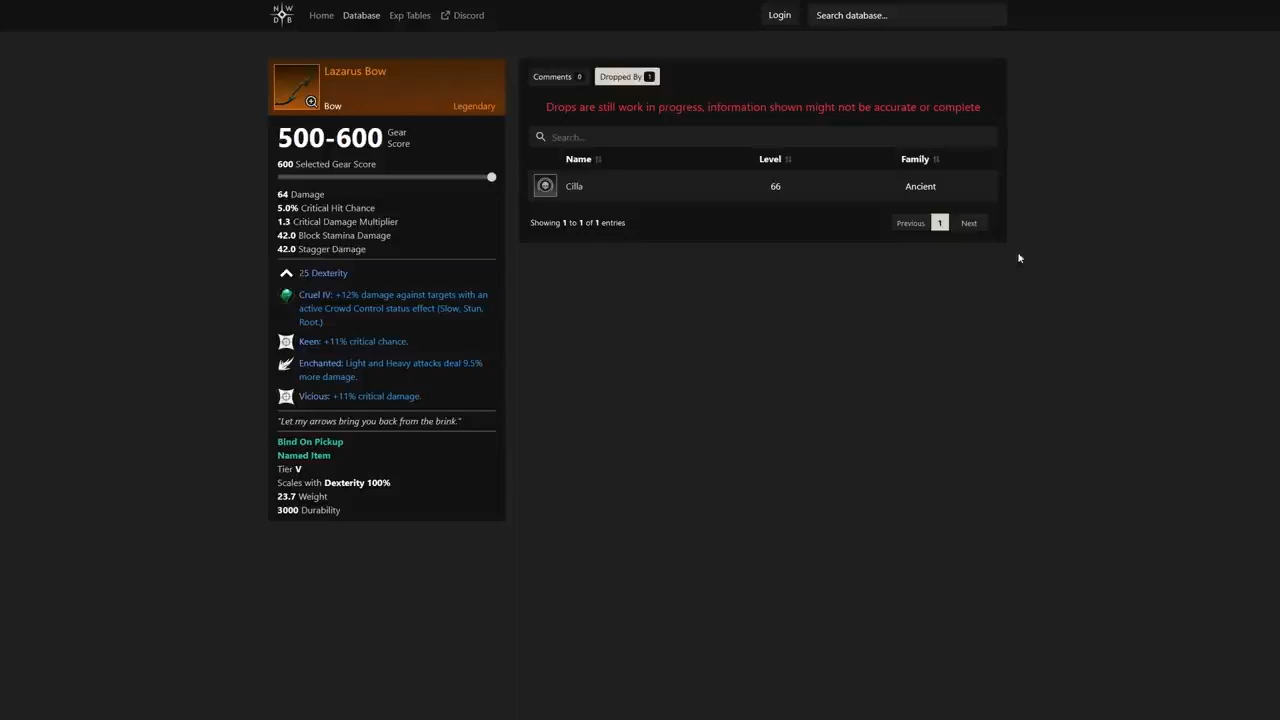 N W
D B
Home Database Exp Tables Discord
Login
Search database...
Lazarus Bow
Bow
Legendary
500-600 Gear Score
600 Selected Gear Score
64 Damage
5.0% Critical Hit Chance
1.3 Critical Damage Multiplier
42.0 Block Stamina Damage
42.0 Stagger Damage
25 Dexterity
Cruel IV: +12% damage against targets with an
active Crowd Control status effect (Slow, Stun,
Root.)
Keen: +11% critical chance.
Enchanted: Light and Heavy attacks deal 9.5%
more damage.
Vicious: +11% critical damage.
"Let my arrows bring you back from the brink."
Bind On Pickup
Named Item
Tier V
Scales with Dexterity 100%
23.7 Weight
3000 Durability
Comments 0
Dropped By 1
Drops are still work in progress, information shown might not be accurate or complete
Search...
Name Level Family
Cilla 66 Ancient
Showing 1 to 1 of 1 entries
Previous 1 Next